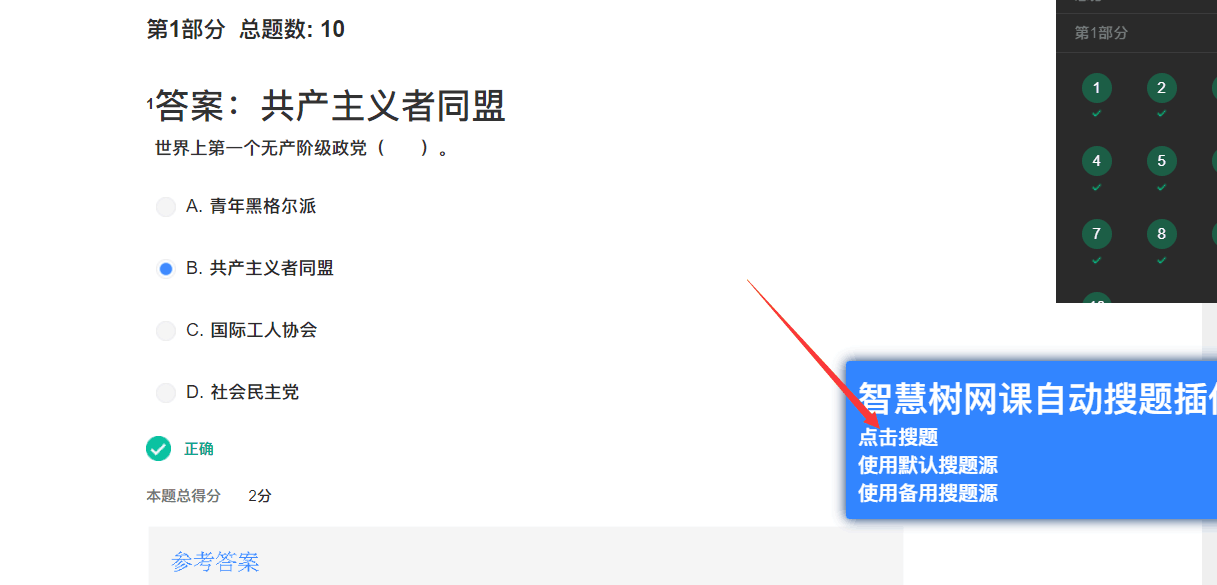 第1部分 总题数: 10
1答案：共产主义者同盟
世界上第一个无产阶级政党（　　）。
A. 青年黑格尔派
B. 共产主义者同盟
C. 国际工人协会
D. 社会民主党
正确
本题总得分 2分
参考答案
第1部分
1 2
4 5
7 8
智慧树网课自动搜题插
点击搜题
使用默认搜题源
使用备用搜题源